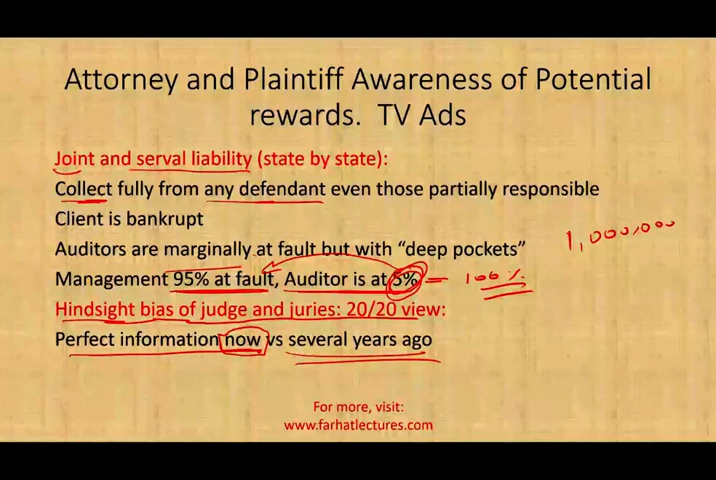 Attorney and Plaintiff Awareness of Potential
rewards. TV Ads
Joint and serval liability (state by state):
Collect fully from any defendant even those partially responsible
Client is bankrupt
Auditors are marginally at fault but with “deep pockets”
1,000,000
Management 95% at fault, Auditor is at 5% = 100%
Hindsight bias of judge and juries: 20/20 view:
Perfect information now vs several years ago
For more, visit:
www.farhatlectures.com